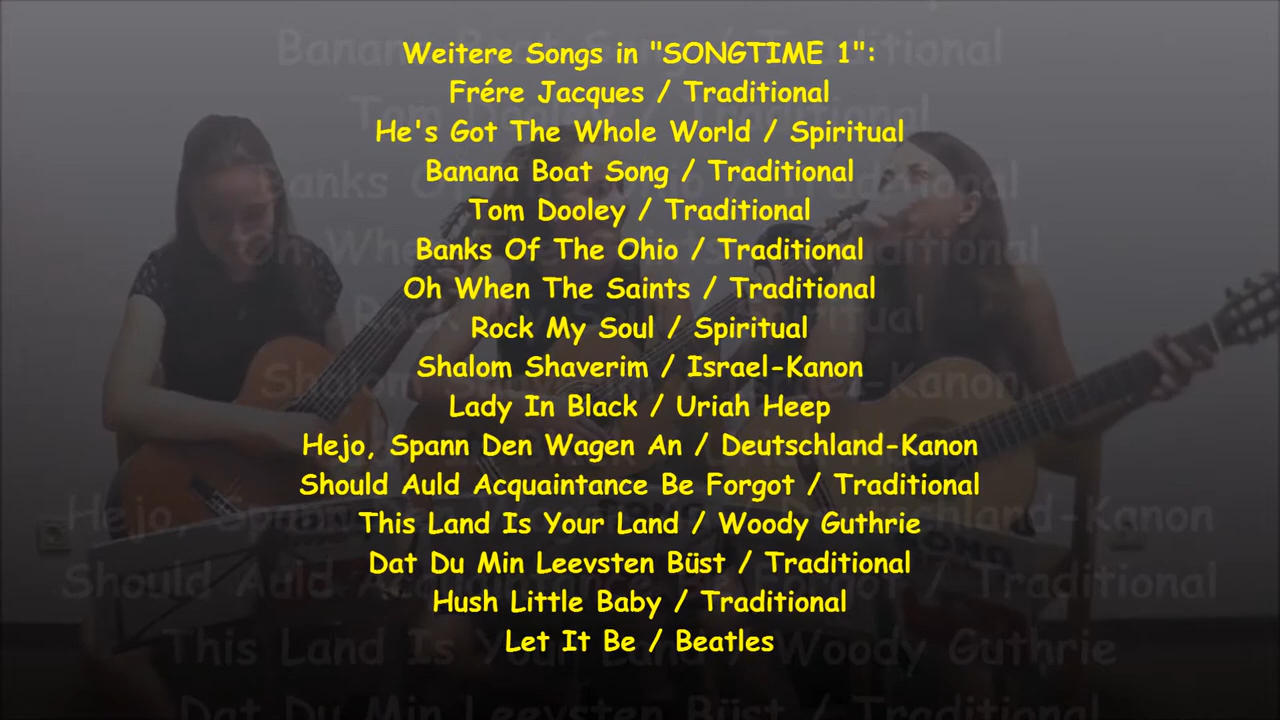 Weitere Songs in "SONGTIME 1":
Frére Jacques / Traditional
He's Got The Whole World / Spiritual
Banana Boat Song / Traditional
Tom Dooley / Traditional
Banks Of The Ohio / Traditional
Oh When The Saints / Traditional
Rock My Soul / Spiritual
Shalom Shaverim / Israel-Kanon
Lady In Black / Uriah Heep
Hejo, Spann Den Wagen An / Deutschland-Kanon
Should Auld Acquaintance Be Forgot / Traditional
This Land Is Your Land / Woody Guthrie
Dat Du Min Leevsten Büst / Traditional
Hush Little Baby / Traditional
Let It Be / Beatles